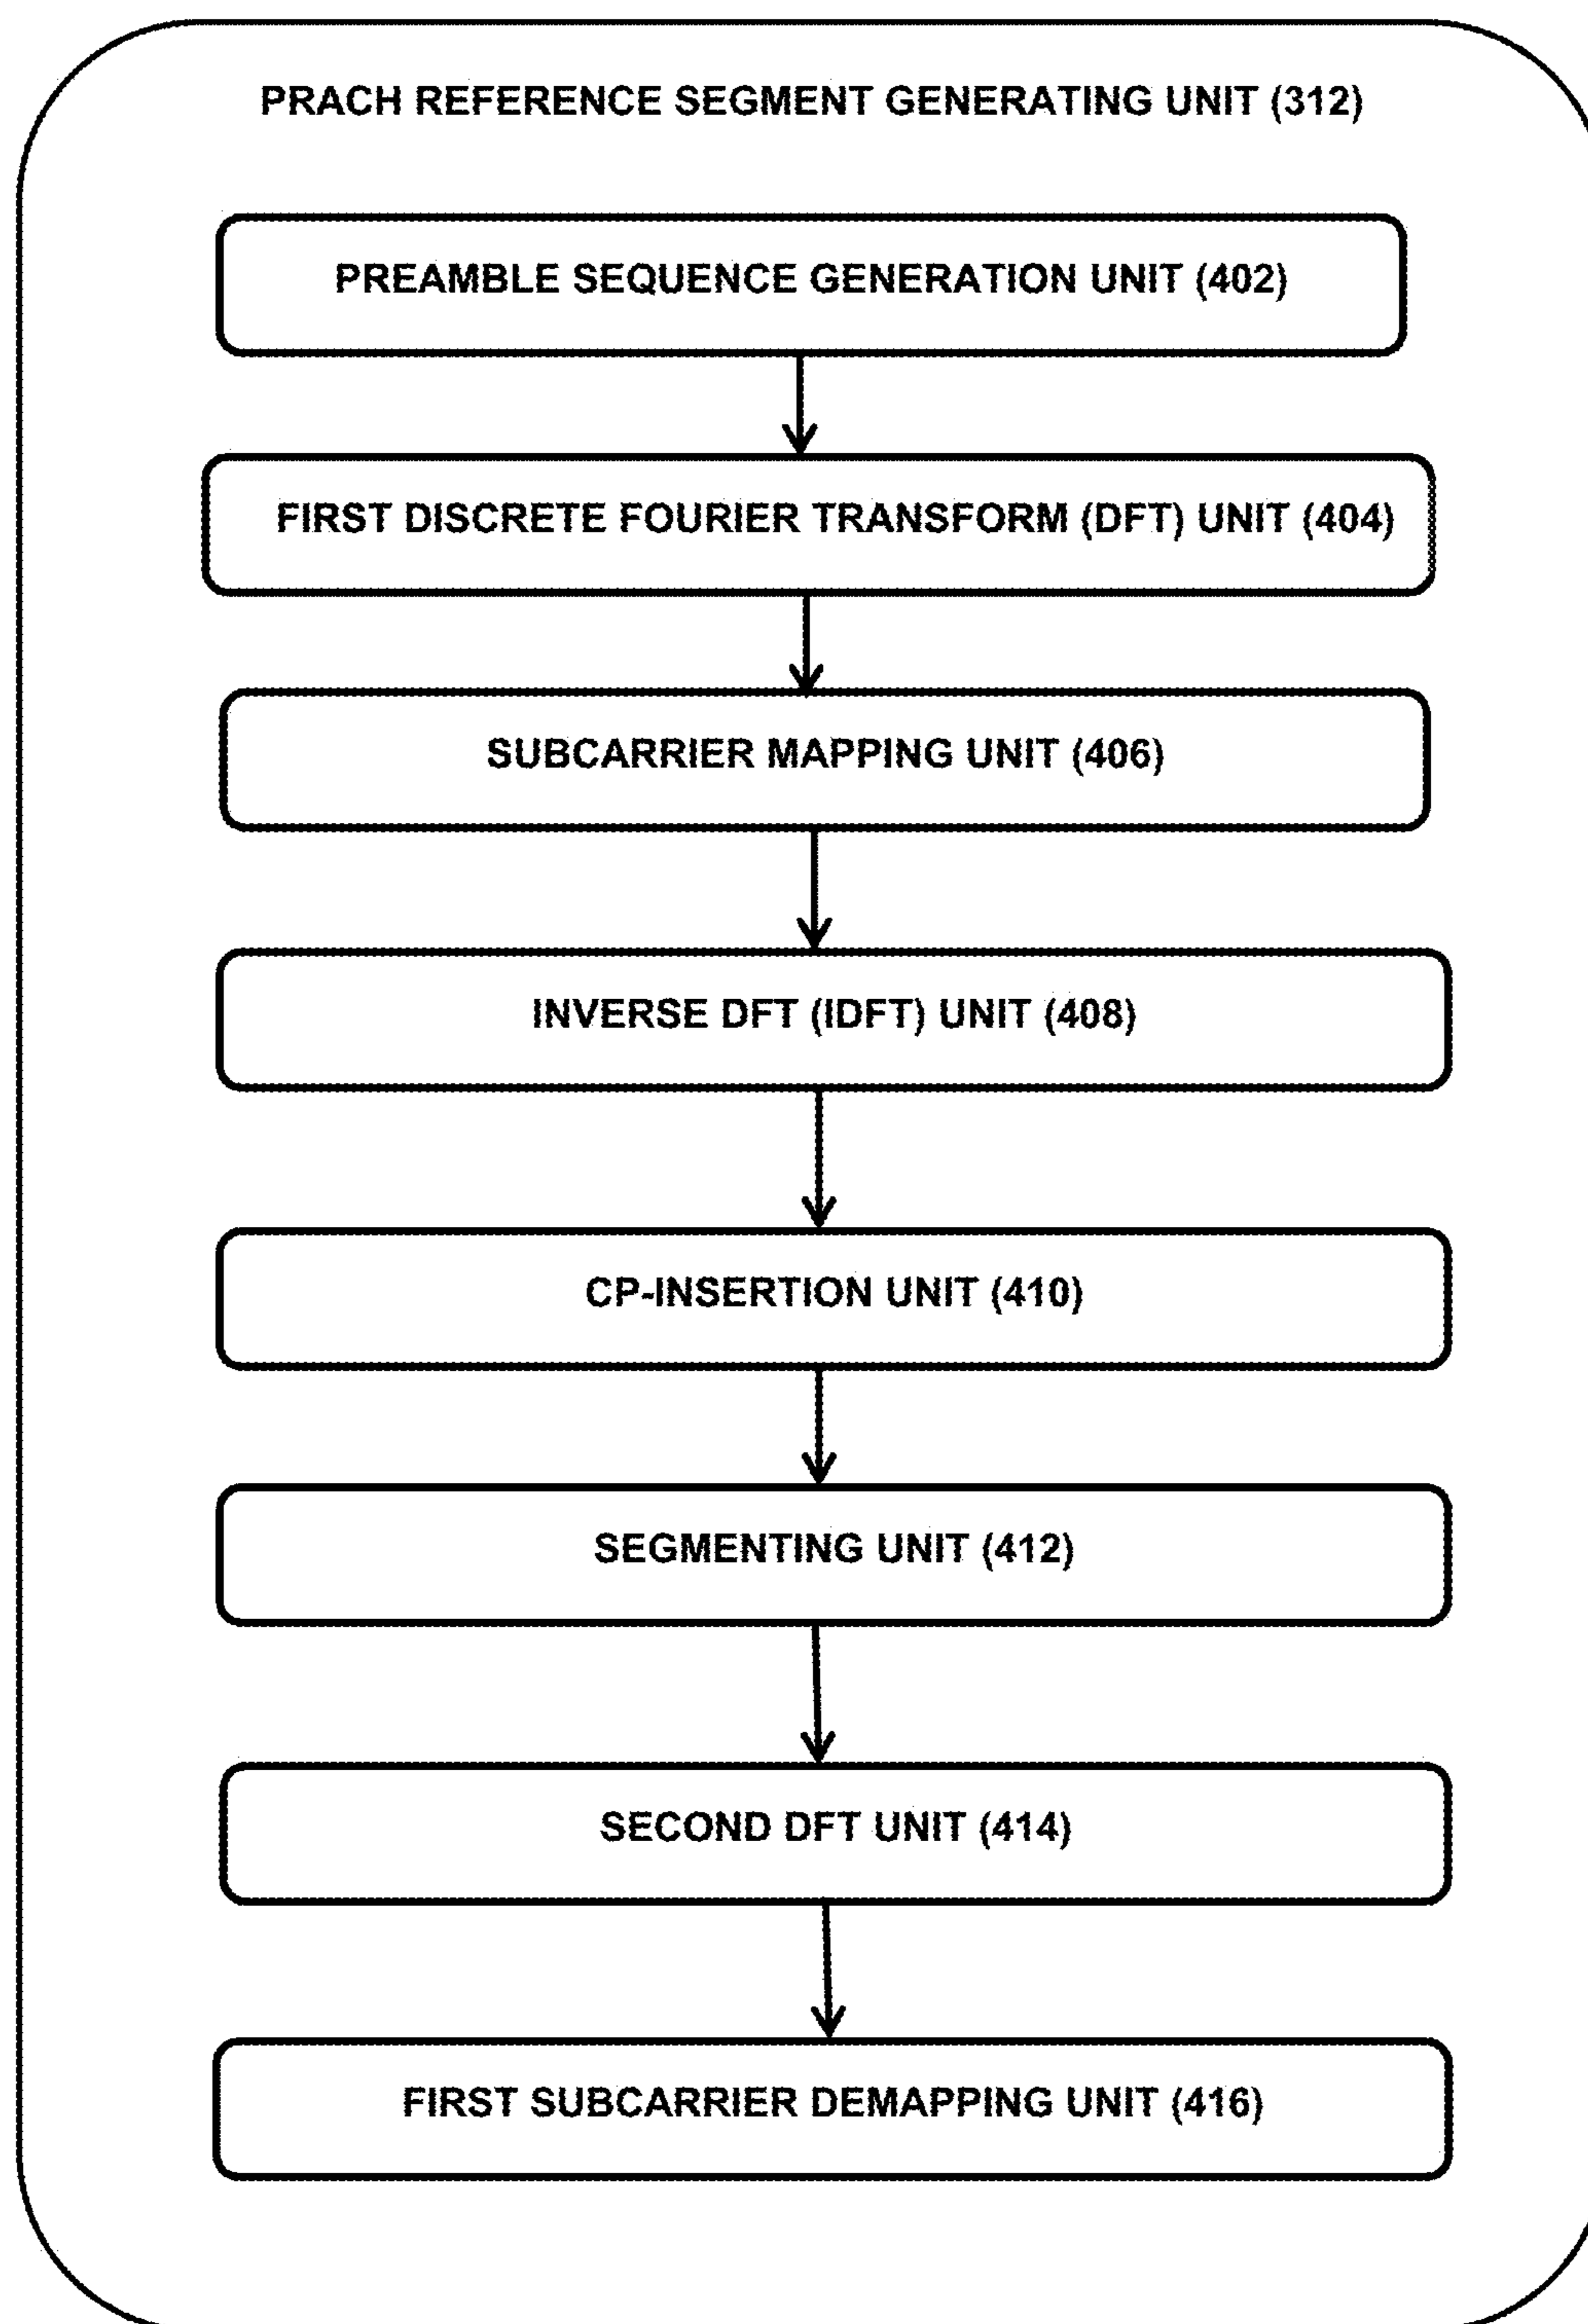 PRACH REFERENCE SEGMENT GENERATING UNIT (312)
PREAMBLE SEQUENCE GENERATION UNIT (402)
FIRST DISCRETE FOURIER TRANSFORM (DFT) UNIT (404)
SUBCARRIER MAPPING UNIT (406)
INVERSE DFT (IDFT) UNIT (408)
CP-INSERTION UNIT (410)
SEGMENTING UNIT (412)
SECOND DFT UNIT (414)
FIRST SUBCARRIER DEMAPPING UNIT (416)